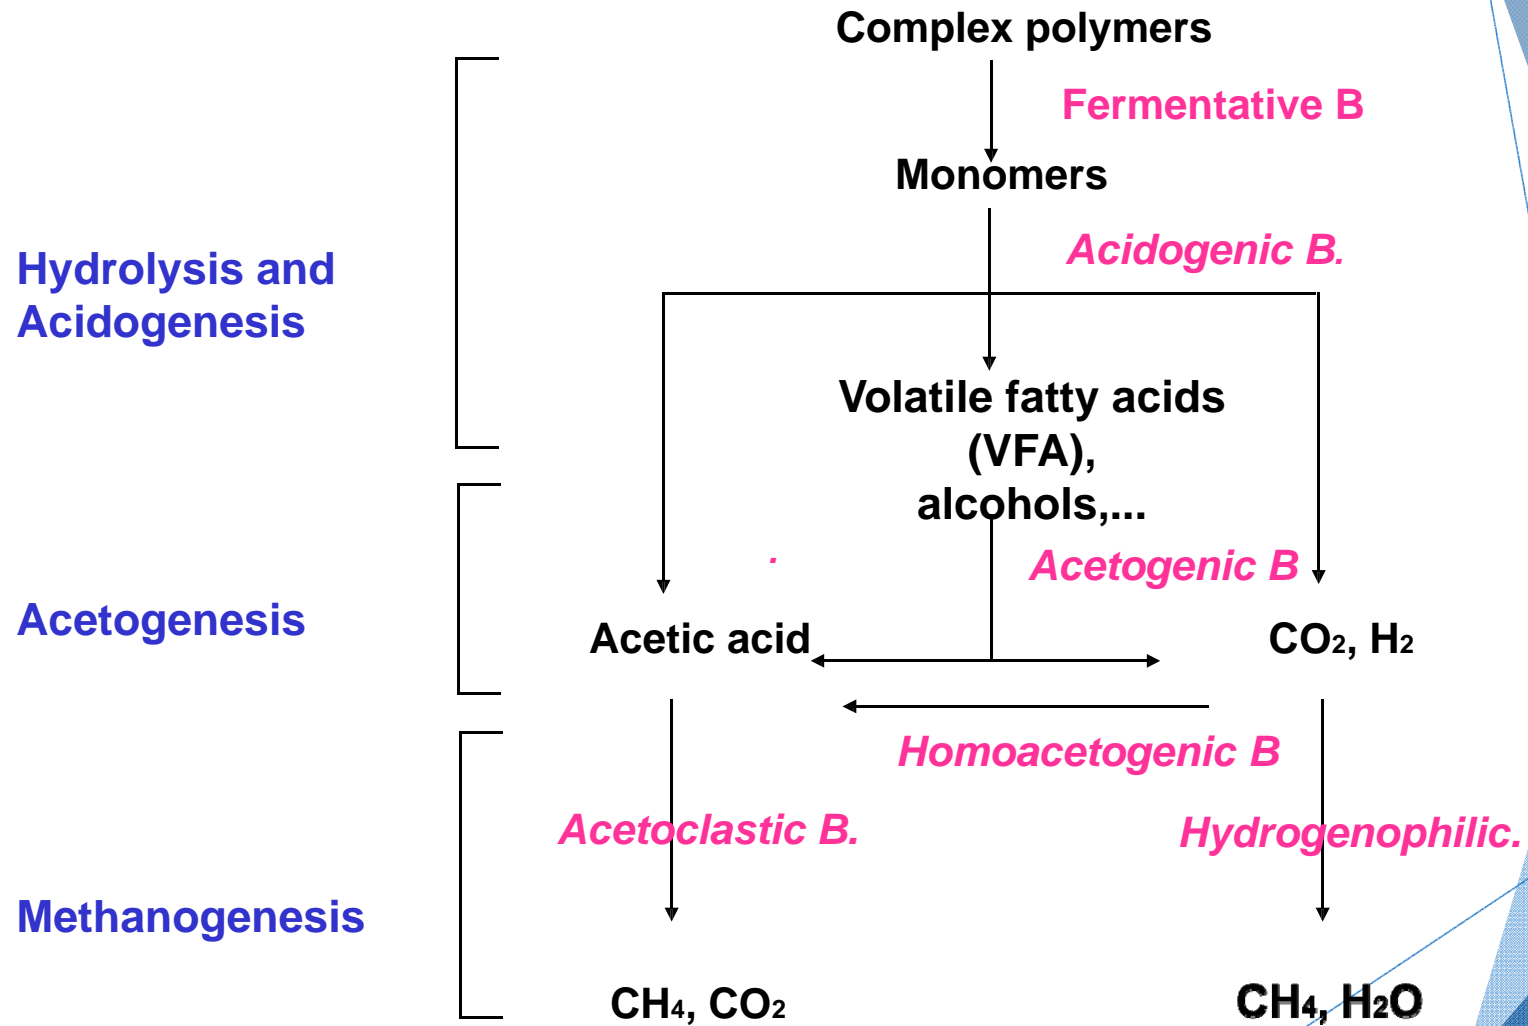 Complex polymers
Fermentative B
Monomers
Acidogenic B.
Hydrolysis and
Acidogenesis
Volatile fatty acids
(VFA),
alcohols,...
.
Acetogenic B
Acetogenesis
Acetic acid
CO2, H2
Homoacetogenic B
Acetoclastic B.
Hydrogenophilic.
Methanogenesis
CH4, CO2
CH4, H2O